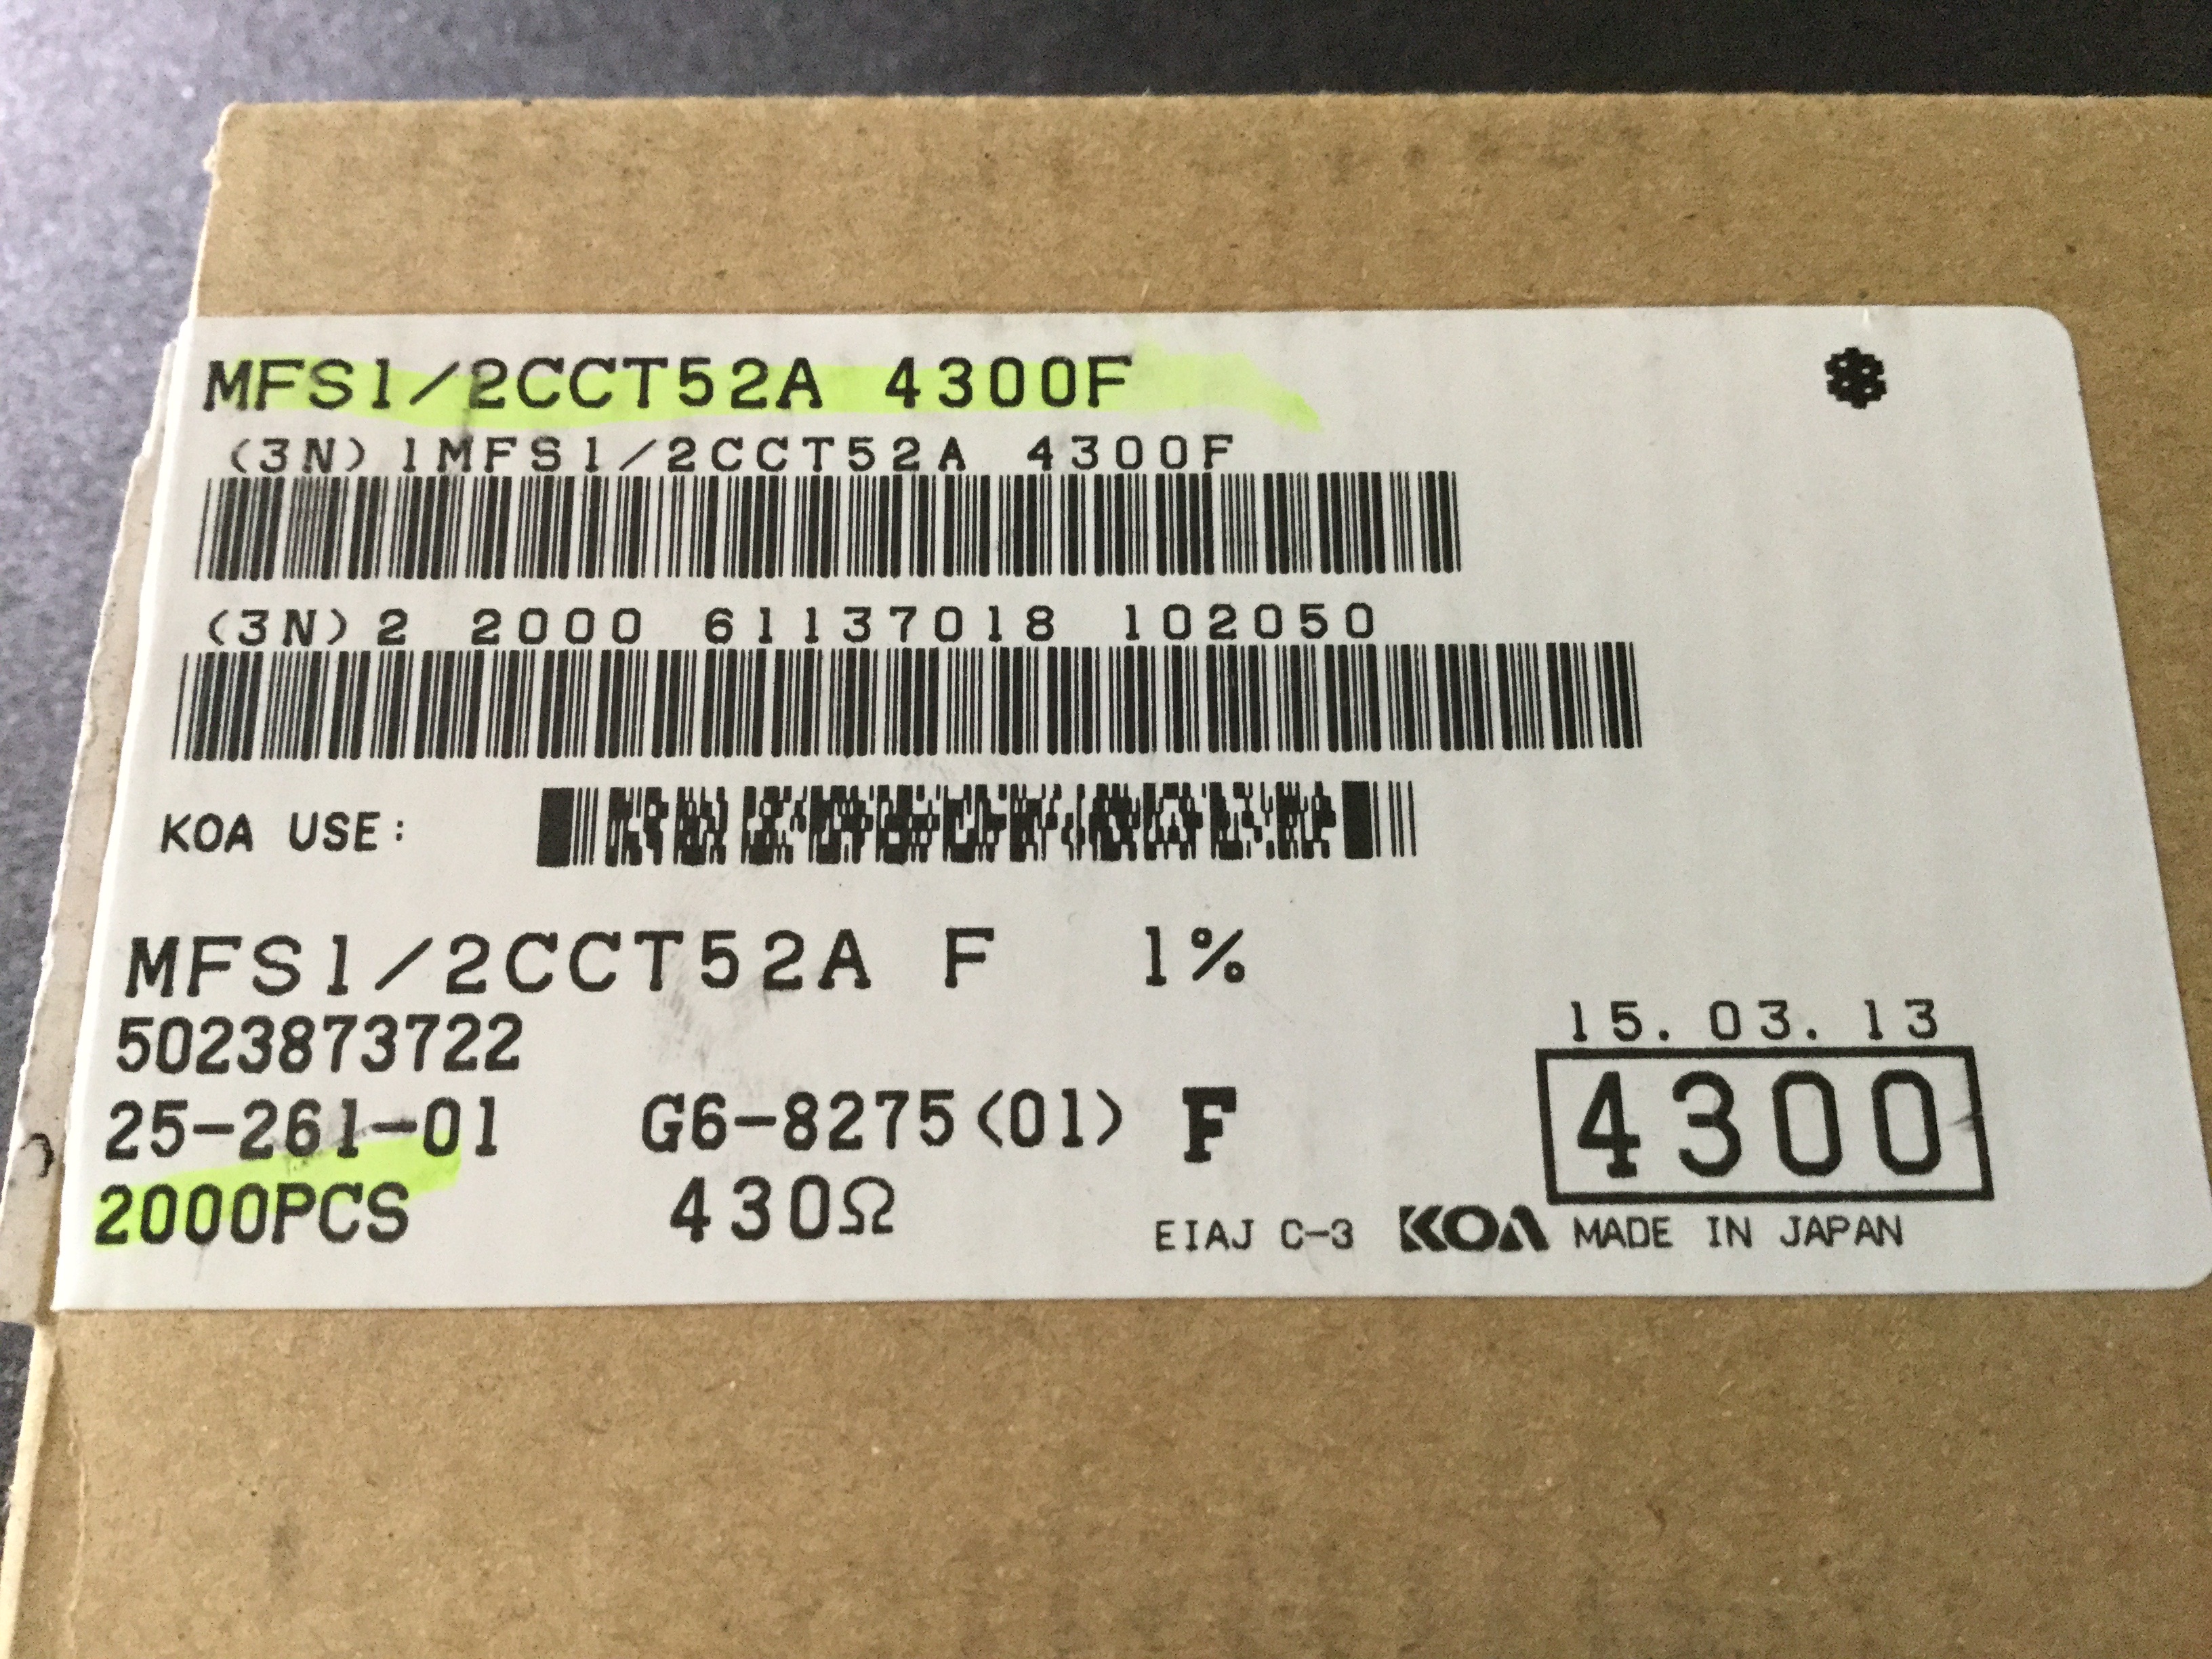 MFS1/2CCT52A 4300F
(3N)1MFS1/2CCT52A 4300F
(3N)2 2000 61137018 102050
KOA USE:
MFS1/2CCT52A F 1%
5023873722
15.03.13
25-261-01 G6-8275(01) F 4300
2000PCS 430Ω EIAJ C-3 KOA MADE IN JAPAN